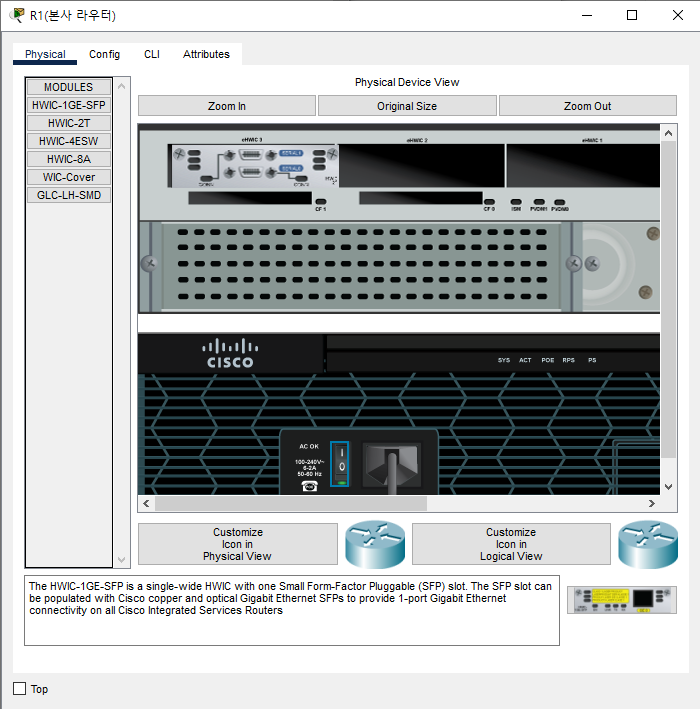 R1(본사 라우터)
Physical
Config
CLI
Attributes
MODULES
HWIC-1GE-SFP
HWIC-2T
HWIC-4ESW
HWIC-8A
WIC-Cover
GLC-LH-SMD
Physical Device View
Zoom In
Original Size
Zoom Out
eHWIC 3
eHWIC 2
eHWIC 1
SERIAL1
SERIAL0
CONN
CONN
HWIC
2T
CF 1
CF 0
ISM
PVDM1
PVDM0
CISCO
SYS
ACT
POE
RPS
PS
AC OK
100-240V~
6-2A
50-60 Hz
I
O
Customize
Icon in
Physical View
Customize
Icon in
Logical View
The HWIC-1GE-SFP is a single-wide HWIC with one Small Form-Factor Pluggable (SFP) slot. The SFP slot can
be populated with Cisco copper and optical Gigabit Ethernet SFPs to provide 1-port Gigabit Ethernet
connectivity on all Cisco Integrated Services Routers
Top